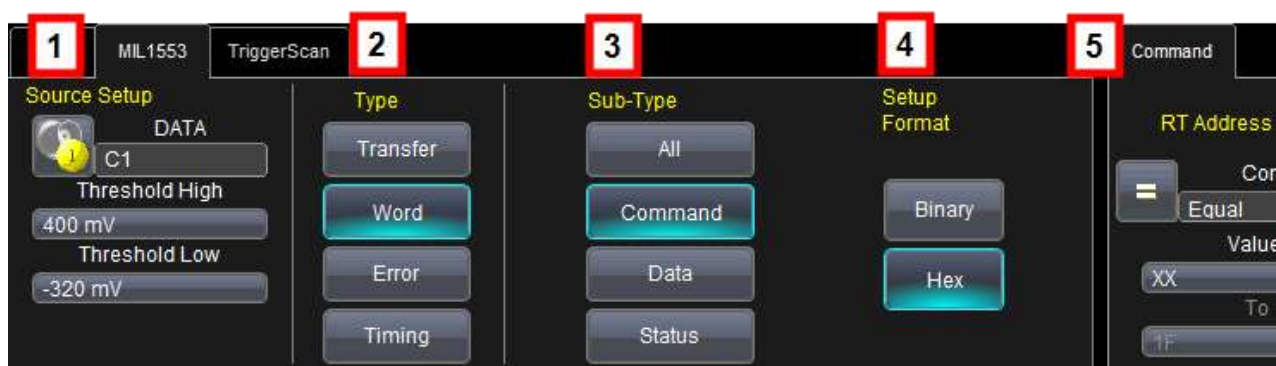 1
MIL1553
TriggerScan
2
3
4
5
Command
Source Setup
DATA
1
C1
Threshold High
400 mV
Threshold Low
-320 mV
Type
Transfer
Word
Error
Timing
Sub-Type
All
Command
Data
Status
Setup
Format
Binary
Hex
RT Address
=
Equal
Value
XX
To
1F